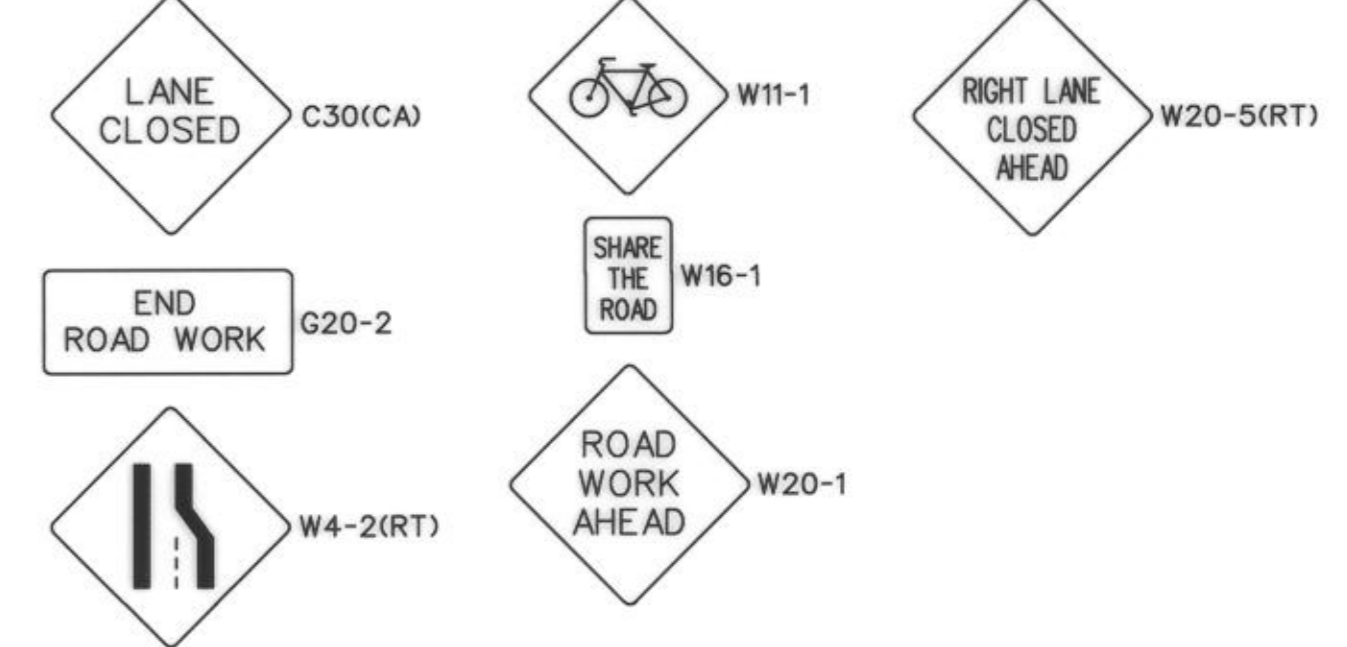 LANE
CLOSED
C30(CA)
END
ROAD WORK
G20-2
W4-2(RT)
W11-1
SHARE
THE
ROAD
W16-1
ROAD
WORK
AHEAD
W20-1
RIGHT LANE
CLOSED
AHEAD
W20-5(RT)